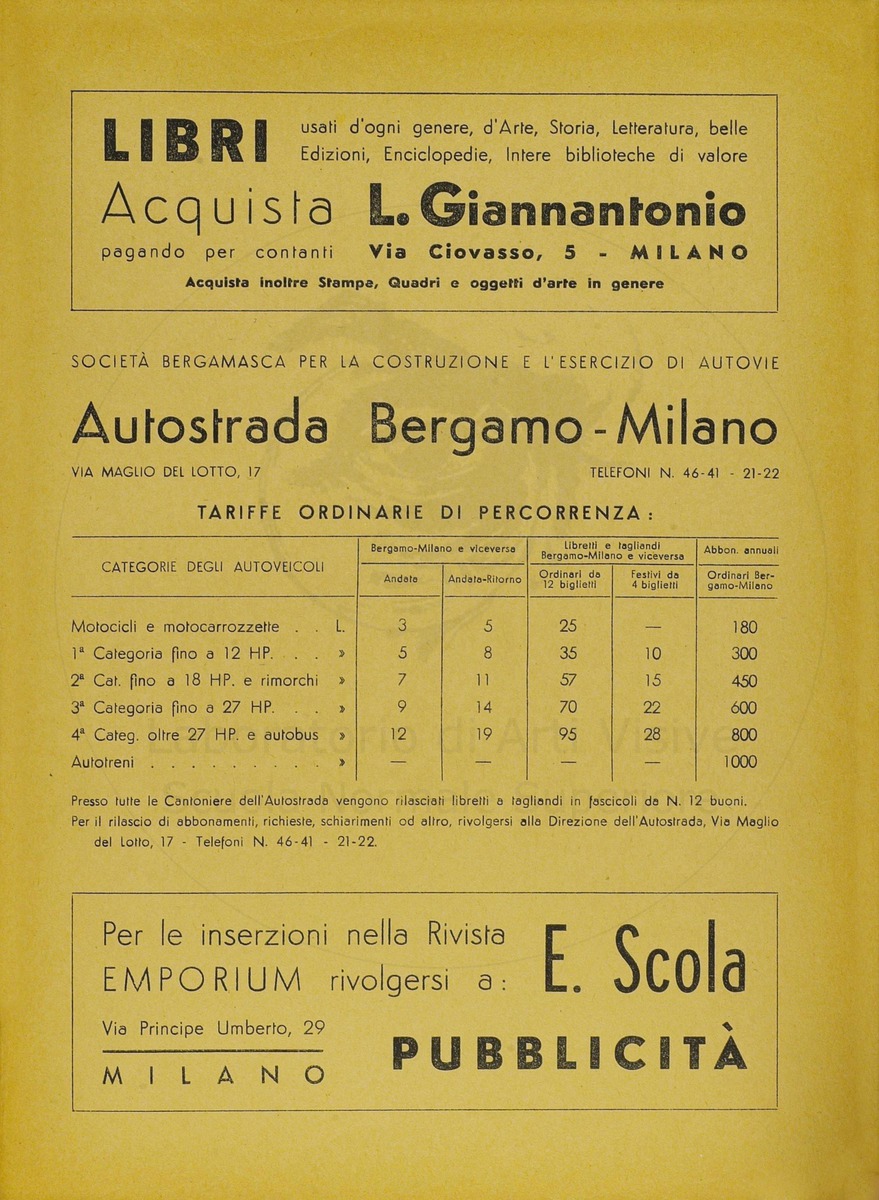 LIBRI usati d'ogni genere, d'Arte, Storia, Letteratura, belle
Edizioni, Enciclopedie, Intere biblioteche di valore
Acquista L. Giannantonio
pagando per contanti Via Ciovasso, 5 - MILANO
Acquista inoltre Stampe, Quadri e oggetti d'arte in genere
SOCIETÀ BERGAMASCA PER LA COSTRUZIONE E L'ESERCIZIO DI AUTOVIE
Autostrada Bergamo - Milano
VIA MAGLIO DEL LOTTO, 17 TELEFONI N. 46-41 - 21-22
TARIFFE ORDINARIE DI PERCORRENZA :
CATEGORIE DEGLI AUTOVEICOLI
Bergamo-Milano e viceversa
Libretti e tagliandi
Bergamo-Milano e viceversa
Abbon. annuali
Andata
Andata-Ritorno
Ordinari da
12 biglietti
Festivi da
4 biglietti
Ordinari Ber-
gamo-Milano
Motocicli e motocarrozzette . . L. 3 5 25 — 180
1ª Categoria fino a 12 HP. . . . » 5 8 35 10 300
2ª Cat. fino a 18 HP. e rimorchi » 7 11 57 15 450
3ª Categoria fino a 27 HP. . . . » 9 14 70 22 600
4ª Categ. oltre 27 HP. e autobus » 12 19 95 28 800
Autotreni . . . . . . . . . » — — — — 1000
Presso tutte le Cantoniere dell'Autostrada vengono rilasciati libretti a tagliandi in fascicoli da N. 12 buoni.
Per il rilascio di abbonamenti, richieste, schiarimenti od altro, rivolgersi alla Direzione dell'Autostrada, Via Maglio
del Lotto, 17 - Telefoni N. 46-41 - 21-22.
Per le inserzioni nella Rivista
EMPORIUM rivolgersi a : E. Scola
Via Principe Umberto, 29
MILANO
PUBBLICITÀ